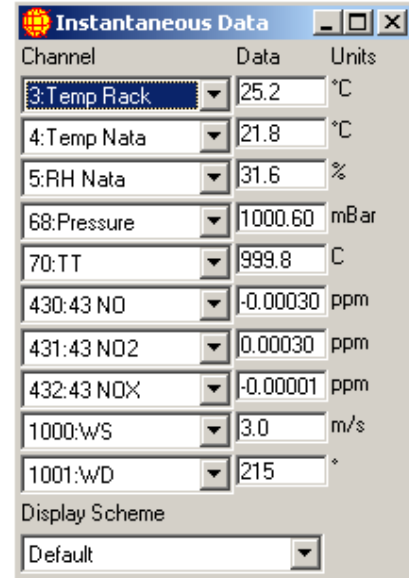 Instantaneous Data
Channel Data Units
3:Temp Rack 25.2 °C
4:Temp Nata 21.8 °C
5:RH Nata 31.6 %
68:Pressure 1000.60 mBar
70:TT 999.8 C
430:43 NO -0.00030 ppm
431:43 NO2 0.00030 ppm
432:43 NOX -0.00001 ppm
1000:WS 3.0 m/s
1001:WD 215 °
Display Scheme
Default